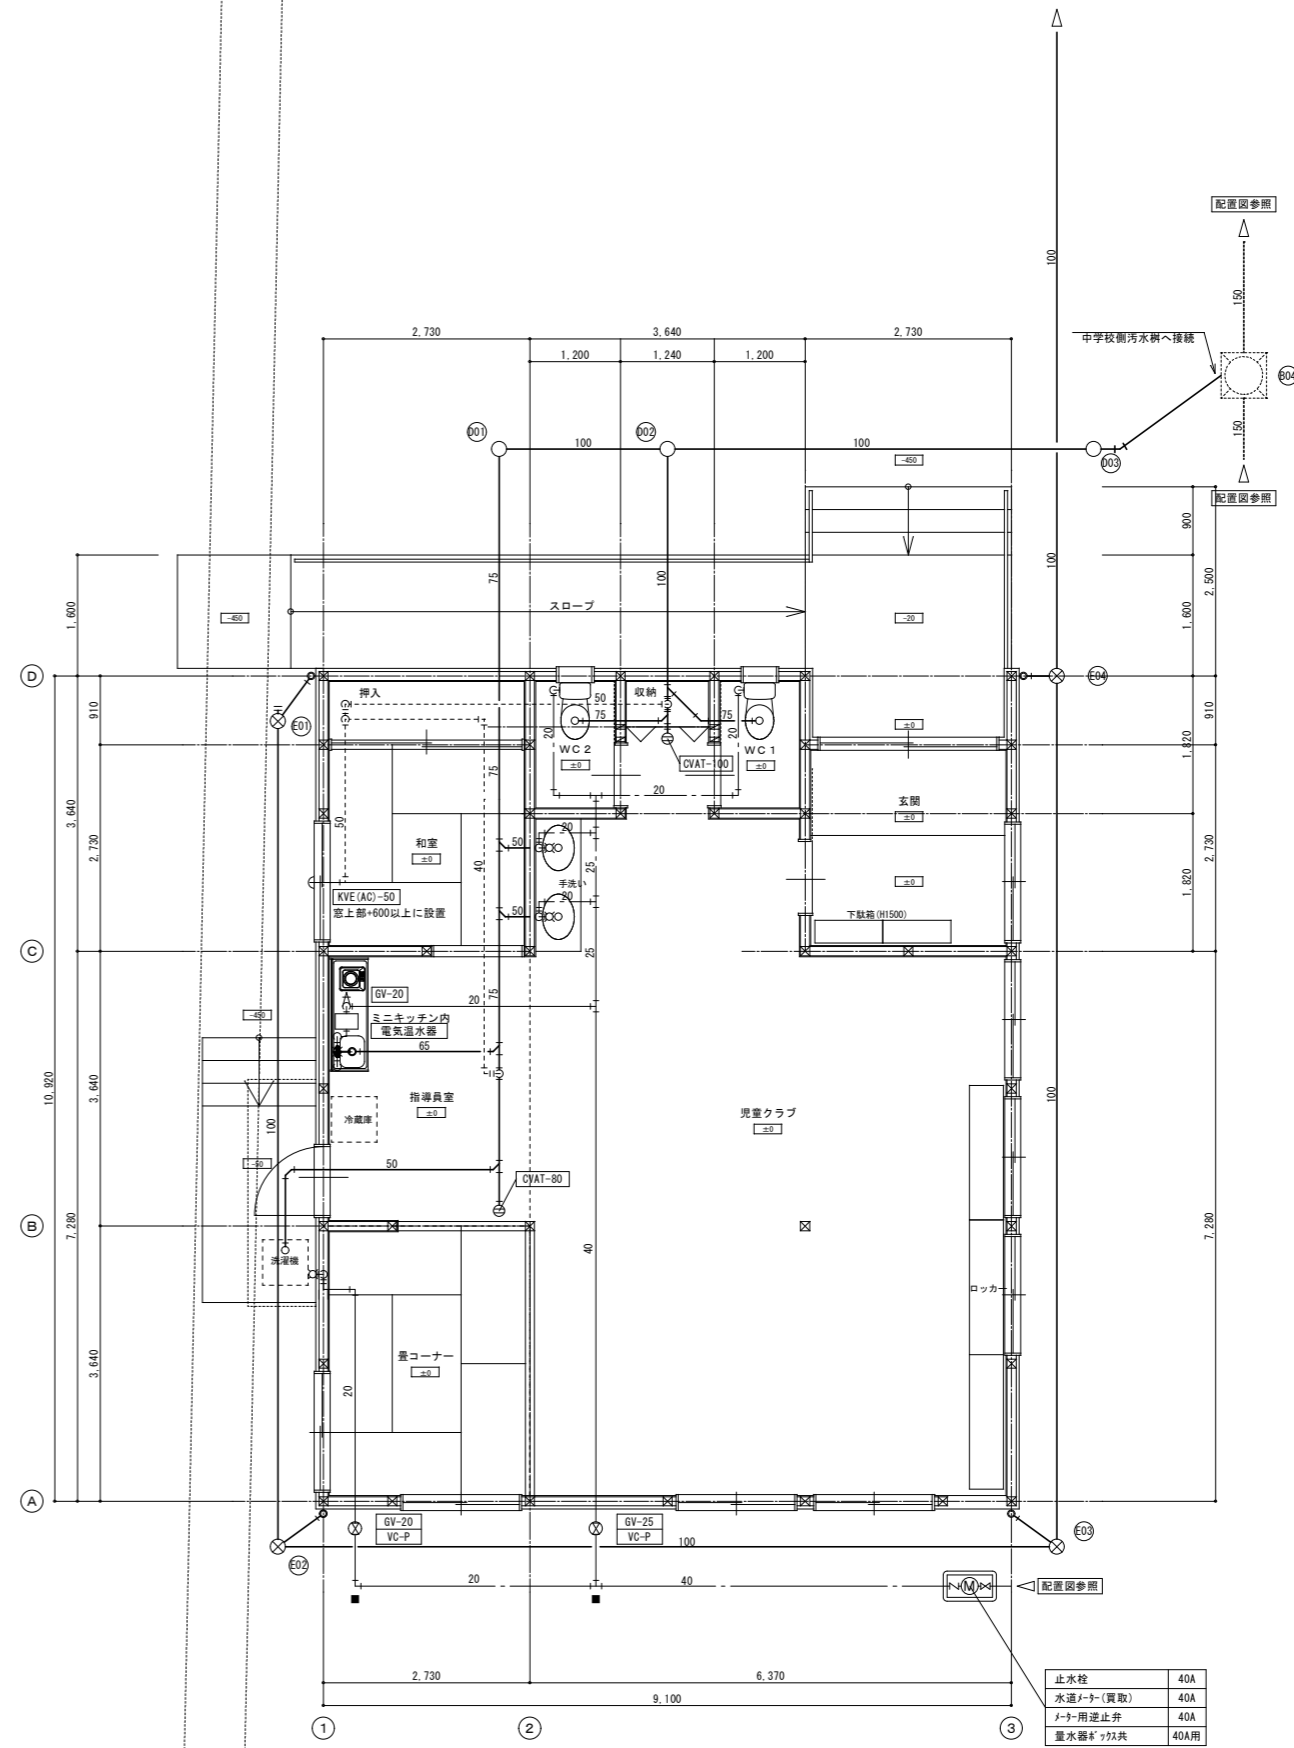 100
配置図参照
150
中学校側汚水桝へ接続
B04
150
配置図参照
2,730
3,640
2,730
1,200
1,240
1,200
D01
100
D02
100
D03
-450
900
2,500
1,600
75
100
100
スロープ
-450
-20
1,600
D
E01
押入
50
収納
75
75
E04
910
3,640
2,730
20
WC2
±0
CVAT-100
WC1
±0
20
±0
910
1,820
75
20
玄関
±0
和室
±0
50
40
50
20
25
手洗い
20
50
25
±0
2,730
1,820
KVE(AC)-50
窓上部+600以上に設置
下駄箱(H1500)
C
GV-20
20
75
ミニキッチン内
電気温水器
65
-450
10,920
3,640
7,280
100
指導員室
±0
冷蔵庫
児童クラブ
±0
100
-50
50
CVAT-80
B
40
7,280
洗濯機
ロッカー
3,640
畳コーナー
±0
20
A
GV-20
VC-P
GV-25
VC-P
100
E02
E03
20
40
M
配置図参照
2,730
6,370
9,100
1
2
3
止水栓 40A
水道メーター(買取) 40A
メーター用逆止弁 40A
量水器ボックス共 40A用